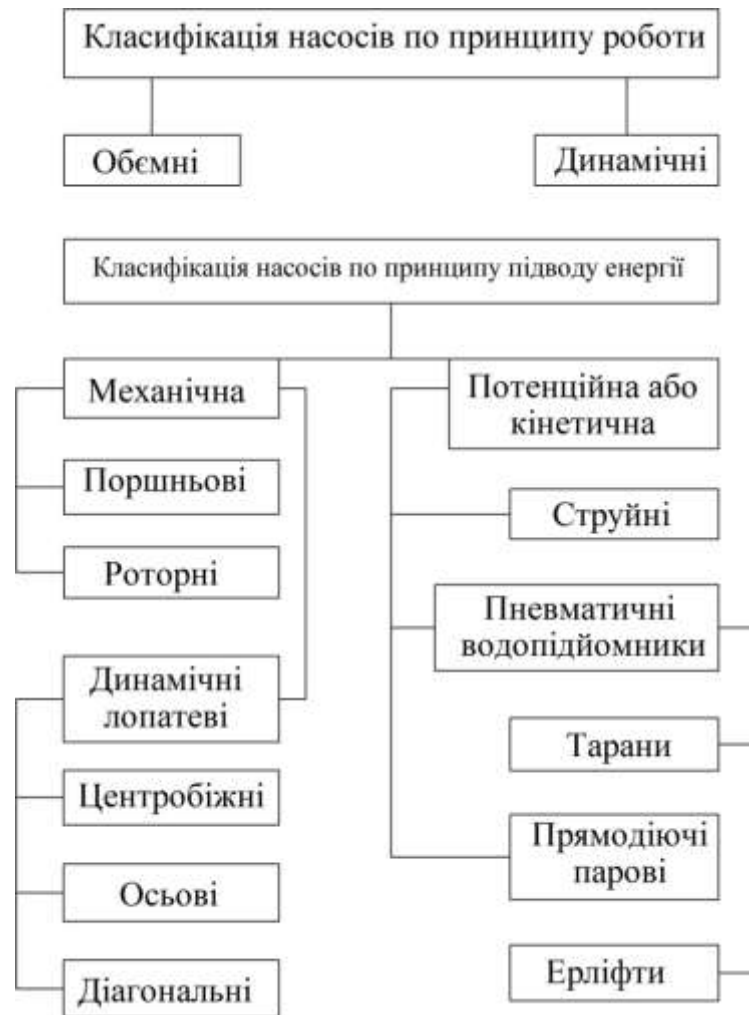 Класифікація насосів по принципу роботи
Обємні
Динамічні
Класифікація насосів по принципу підводу енергії
Механічна
Поршньові
Роторні
Динамічні
лопатеві
Центробіжні
Осьові
Діагональні
Потенційна або
кінетична
Струйні
Пневматичні
водопідйомники
Тарани
Прямодіючі
парові
Ерліфти